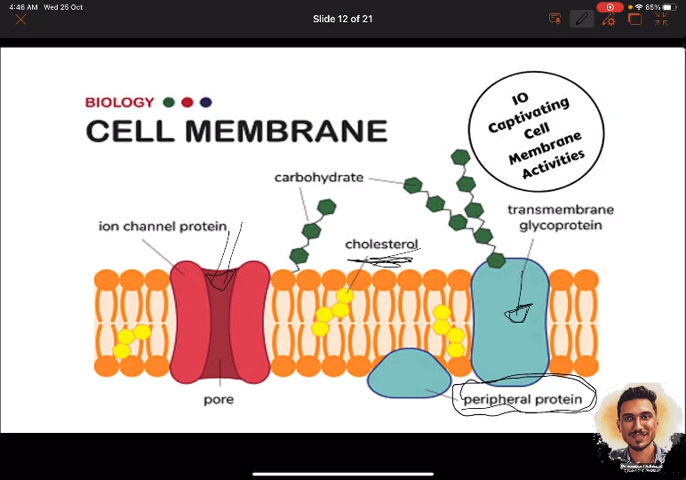 4:46 AM Wed 25 Oct
65%
Slide 12 of 21
BIOLOGY
CELL MEMBRANE
10
Captivating
Cell
Membrane
Activities
carbohydrate
transmembrane
glycoprotein
ion channel protein
cholesterol
pore
peripheral protein